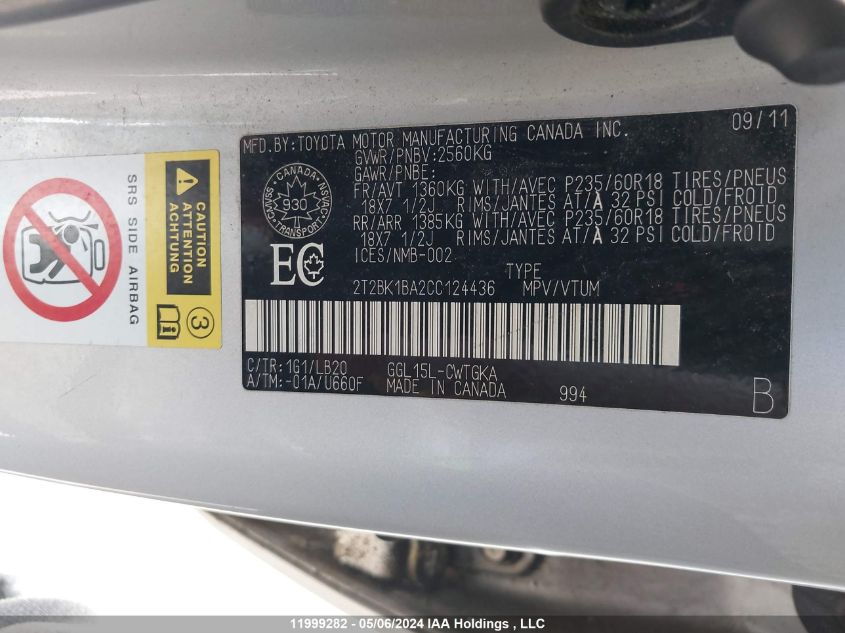 MFD.BY:TOYOTA MOTOR MANUFACTURING CANADA INC. 09/11
GVWR/PNBV:2560KG
GAWR/PNBE:
FR/AVT 1360KG WITH/AVEC P235/60R18 TIRES/PNEUS
18X7 1/2J RIMS/JANTES AT/À 32 PSI COLD/FROID
RR/ARR 1385KG WITH/AVEC P235/60R18 TIRES/PNEUS
18X7 1/2J RIMS/JANTES AT/À 32 PSI COLD/FROID
ICES/NMB-002
TYPE
2T2BK1BA2CC124436 MPV/VTUM
CANADA
930
TRANSPORT
EC
C/TR:1G1/LB20 GGL15L-CWTGKA
A/TM:-01A/U660F MADE IN CANADA 994
B
SRS SIDE AIRBAG
CAUTION
ATTENTION
ACHTUNG
3
11999282 - 05/06/2024 IAA Holdings , LLC